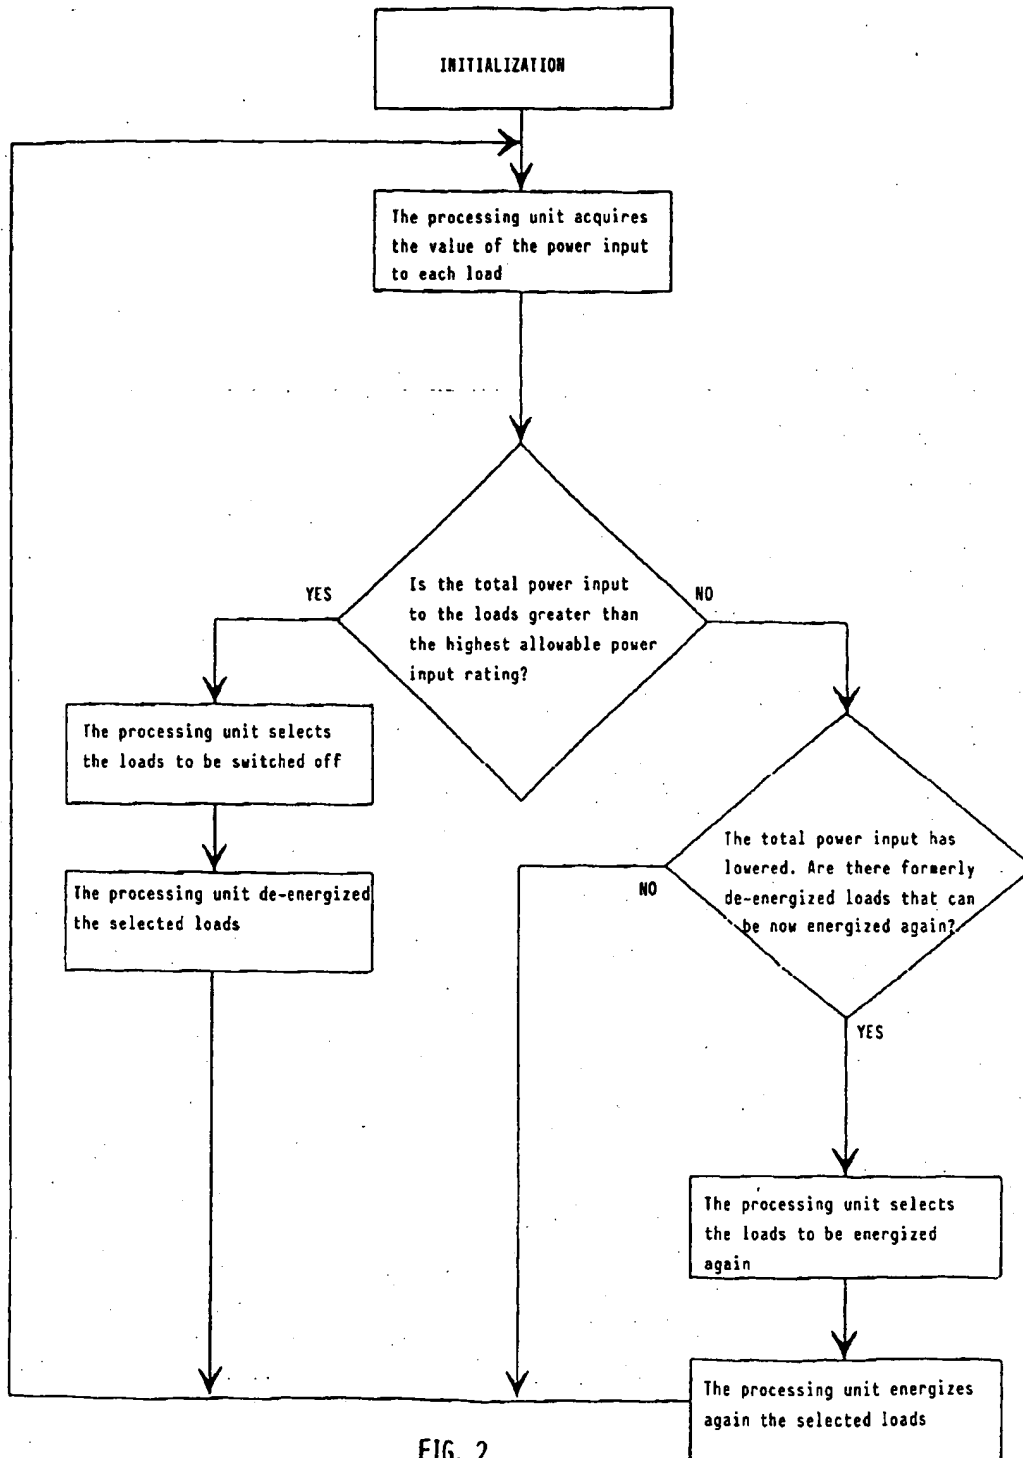 INITIALIZATION
The processing unit acquires
the value of the power input
to each load
Is the total power input
to the loads greater than
the highest allowable power
input rating?
YES
NO
The processing unit selects
the loads to be switched off
The processing unit de-energized
the selected loads
The total power input has
lowered. Are there formerly
de-energized loads that can
be now energized again?
NO
YES
The processing unit selects
the loads to be energized
again
The processing unit energizes
again the selected loads
FIG. 2